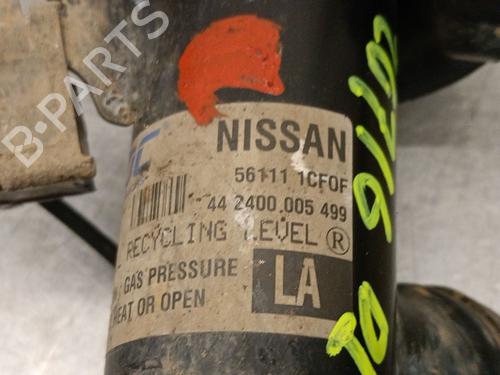 B-PARTS
NISSAN
56111 1CF0F
44 2400 005 499
RECYCLING LEVEL ®
GAS PRESSURE
HEAT OR OPEN
LA